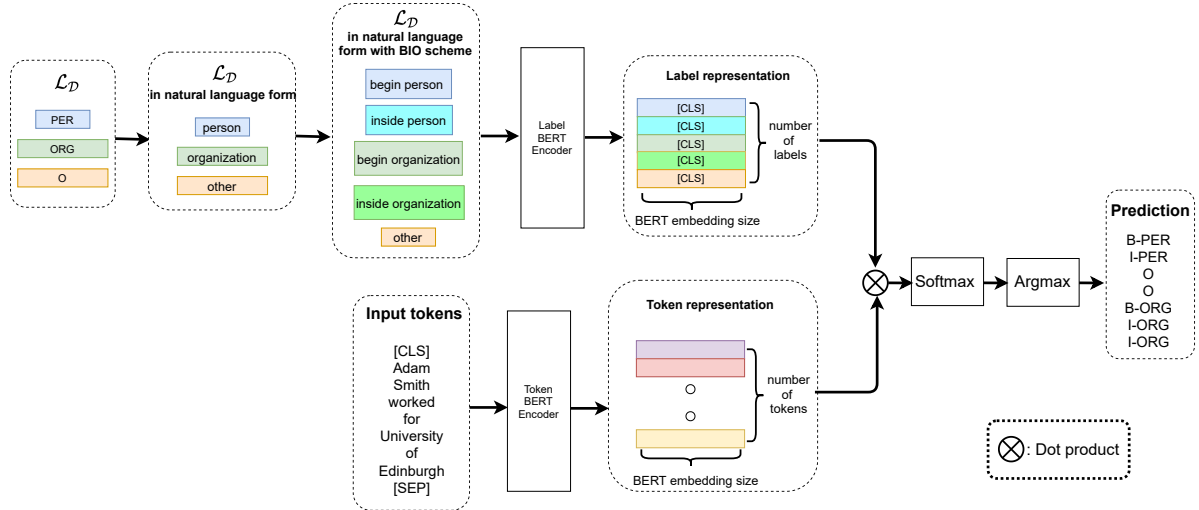 ℒ𝒟
PER
ORG
O
ℒ𝒟
in natural language form
person
organization
other
ℒ𝒟
in natural language
form with BIO scheme
begin person
inside person
begin organization
inside organization
other
Label
BERT
Encoder
Label representation
[CLS]
[CLS]
[CLS]
[CLS]
[CLS]
number
of
labels
BERT embedding size
Input tokens
[CLS]
Adam
Smith
worked
for
University
of
Edinburgh
[SEP]
Token
BERT
Encoder
Token representation
number
of
tokens
BERT embedding size
Softmax
Argmax
Prediction
B-PER
I-PER
O
O
B-ORG
I-ORG
I-ORG
: Dot product